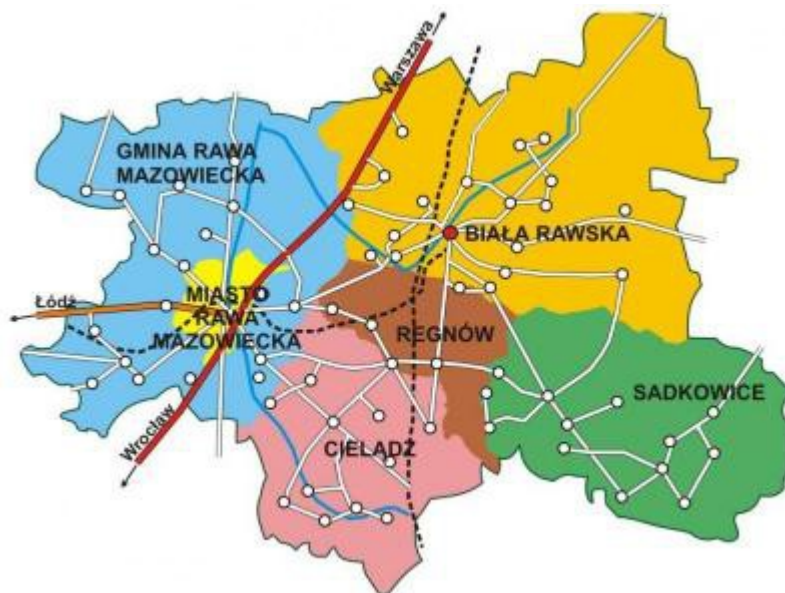 Warszawa
GMINA RAWA
MAZOWIECKA
BIAŁA RAWSKA
Łódź
MIASTO
RAWA
MAZOWIECKA
REGNÓW
SADKOWICE
Wrocław
CIELĄDZ